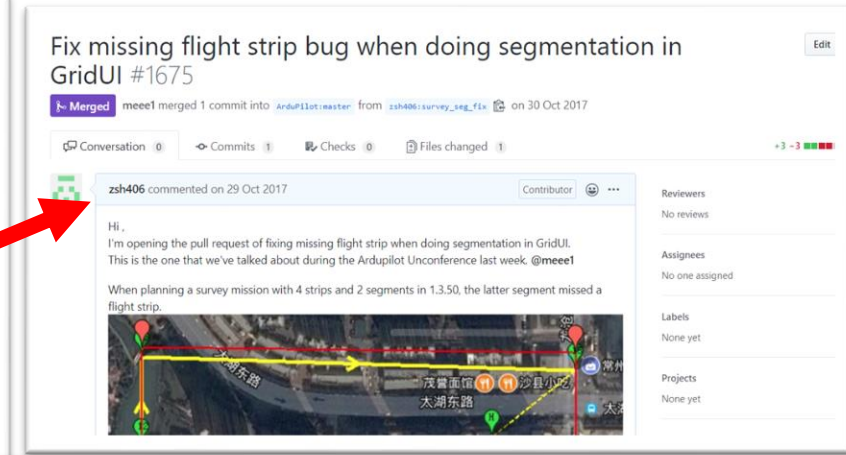 Fix missing flight strip bug when doing segmentation in
GridUI #1675
Edit
Merged meee1 merged 1 commit into ArduPilot:master from zsh406:survey_seg_fix on 30 Oct 2017
Conversation 0 Commits 1 Checks 0 Files changed 1
+3 −3
zsh406 commented on 29 Oct 2017
Contributor
Hi ,
I'm opening the pull request of fixing missing flight strip when doing segmentation in GridUI.
This is the one that we've talked about during the Ardupilot Unconference last week. @meee1
When planning a survey mission with 4 strips and 2 segments in 1.3.50, the latter segment missed a
flight strip.
太湖东路
茂誉面馆
沙县小吃
太湖东路
常州
H
Reviewers
No reviews
Assignees
No one assigned
Labels
None yet
Projects
None yet